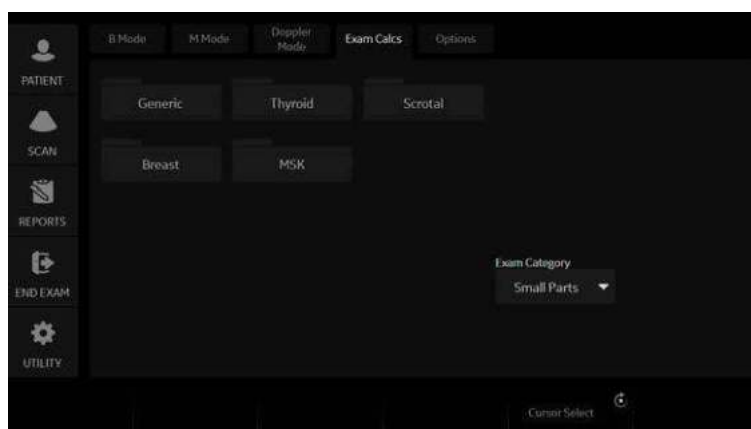 B Mode
M Mode
Doppler
Mode
Exam Calcs
Options
PATIENT
SCAN
REPORTS
END EXAM
UTILITY
Generic
Thyroid
Scrotal
Breast
MSK
Exam Category
Small Parts
Cursor Select